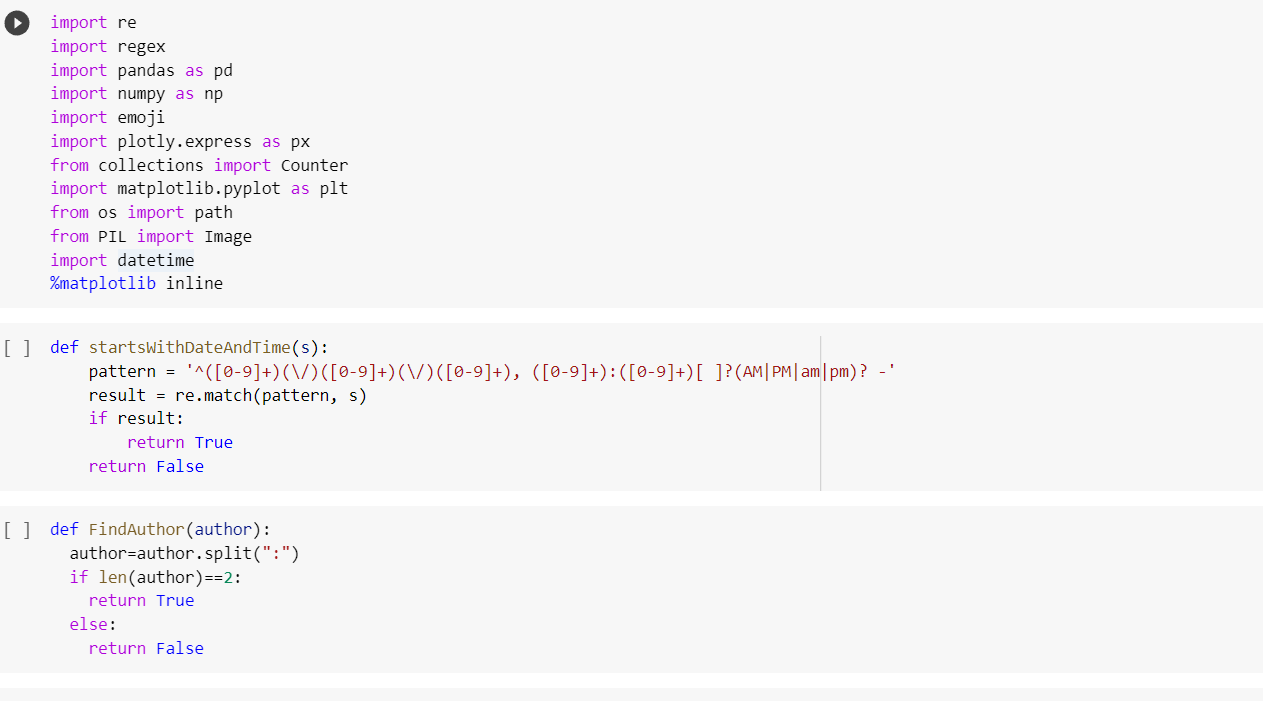 import re
import regex
import pandas as pd
import numpy as np
import emoji
import plotly.express as px
from collections import Counter
import matplotlib.pyplot as plt
from os import path
from PIL import Image
import datetime
%matplotlib inline
[ ] def startsWithDateAndTime(s):
    pattern = '^([0-9]+)(\/)([0-9]+)(\/)([0-9]+), ([0-9]+):([0-9]+)[ ]?(AM|PM|am|pm)? -'
    result = re.match(pattern, s)
    if result:
        return True
    return False
[ ] def FindAuthor(author):
  author=author.split(":")
  if len(author)==2:
    return True
  else:
    return False